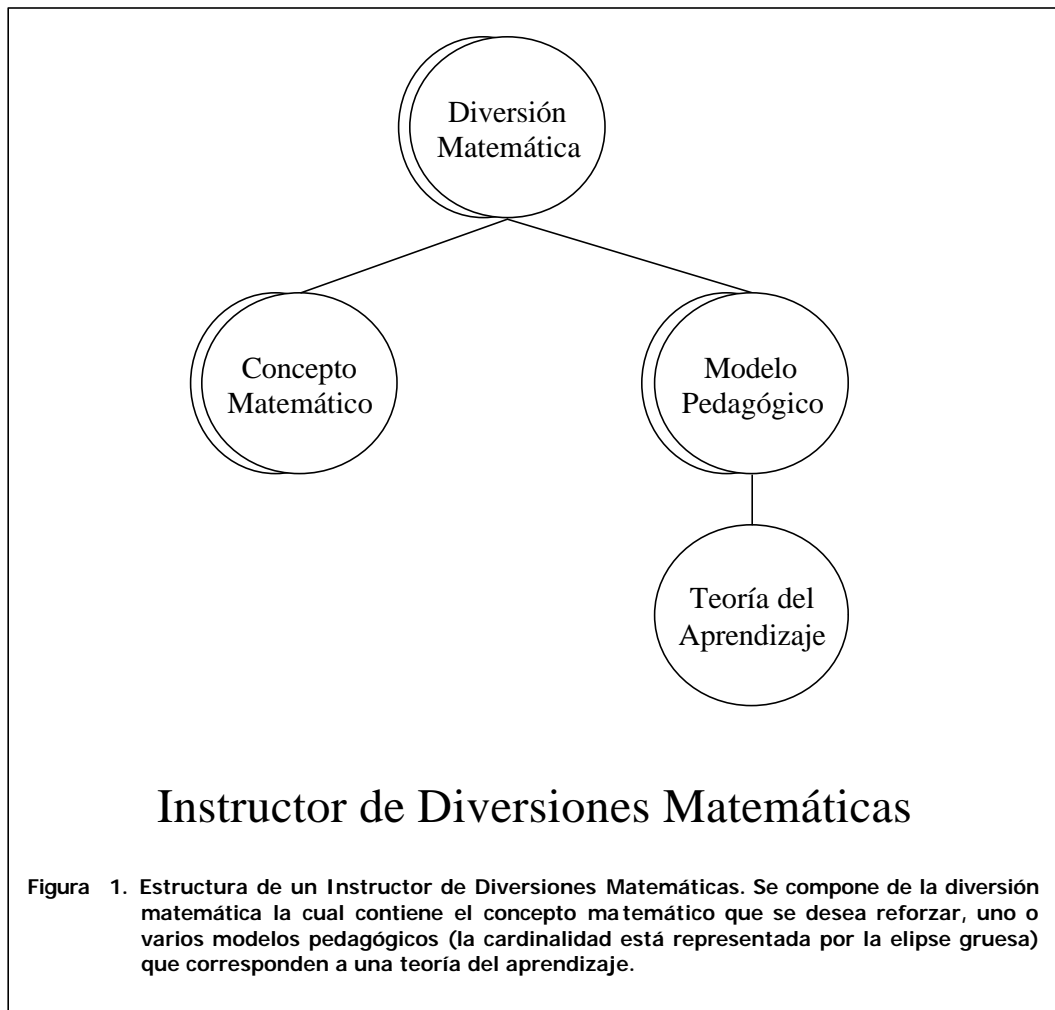 Diversión
Matemática
Concepto
Matemático
Modelo
Pedagógico
Teoría del
Aprendizaje
Instructor de Diversiones Matemáticas
Figura 1. Estructura de un Instructor de Diversiones Matemáticas. Se compone de la diversión
matemática la cual contiene el concepto matemático que se desea reforzar, uno o
varios modelos pedagógicos (la cardinalidad está representada por la elipse gruesa)
que corresponden a una teoría del aprendizaje.